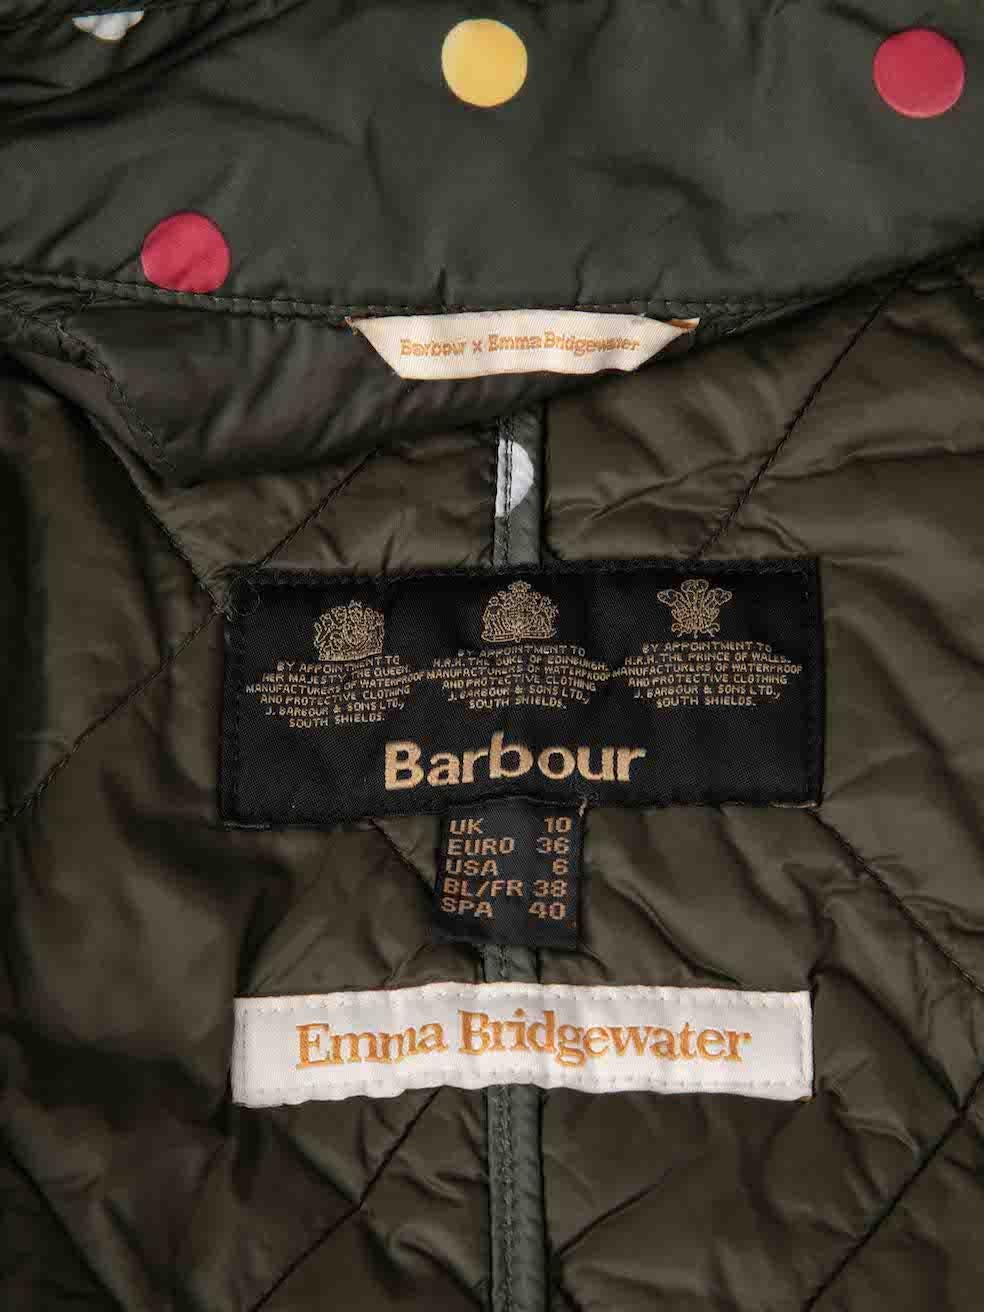 Barbour x Emma Bridgewater
BY APPOINTMENT TO
HER MAJESTY THE QUEEN,
MANUFACTURERS OF WATERPROOF
AND PROTECTIVE CLOTHING
J. BARBOUR & SONS LTD.,
SOUTH SHIELDS.
BY APPOINTMENT TO
H.R.H. THE DUKE OF EDINBURGH,
MANUFACTURERS OF WATERPROOF
AND PROTECTIVE CLOTHING
J. BARBOUR & SONS LTD.,
SOUTH SHIELDS.
BY APPOINTMENT TO
H.R.H. THE PRINCE OF WALES,
MANUFACTURERS OF WATERPROOF
AND PROTECTIVE CLOTHING
J. BARBOUR & SONS LTD.,
SOUTH SHIELDS.
Barbour
UK 10
EURO 36
USA 6
BL/FR 38
SPA 40
Emma Bridgewater